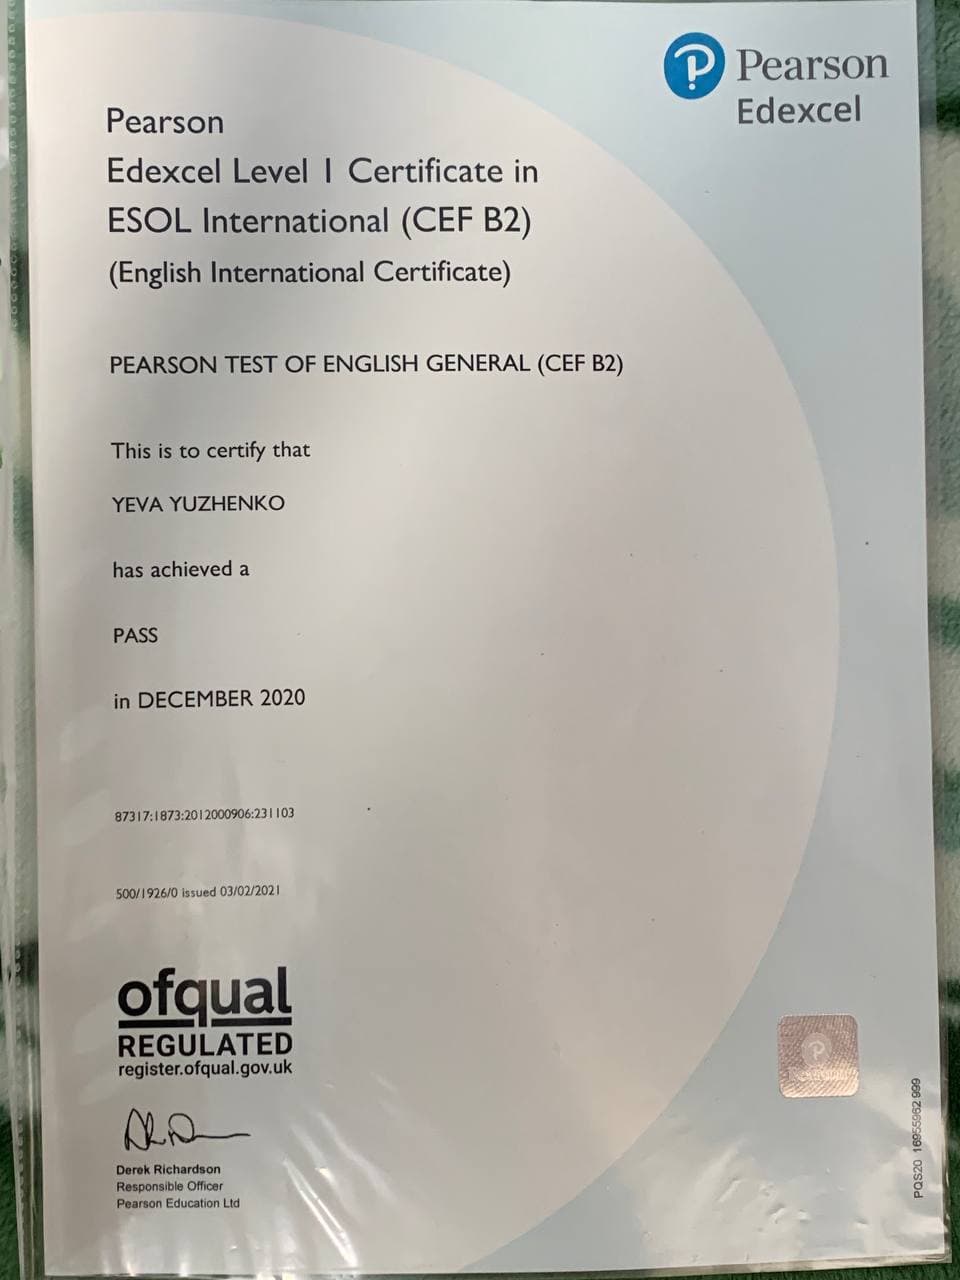 Pearson
Edexcel
Pearson
Edexcel Level 1 Certificate in
ESOL International (CEF B2)
(English International Certificate)
PEARSON TEST OF ENGLISH GENERAL (CEF B2)
This is to certify that
YEVA YUZHENKO
has achieved a
PASS
in DECEMBER 2020
87317:1873:2012000906:231103
500/1926/0 issued 03/02/2021
ofqual
REGULATED
register.ofqual.gov.uk
Derek Richardson
Responsible Officer
Pearson Education Ltd
PQS20 16955962 999